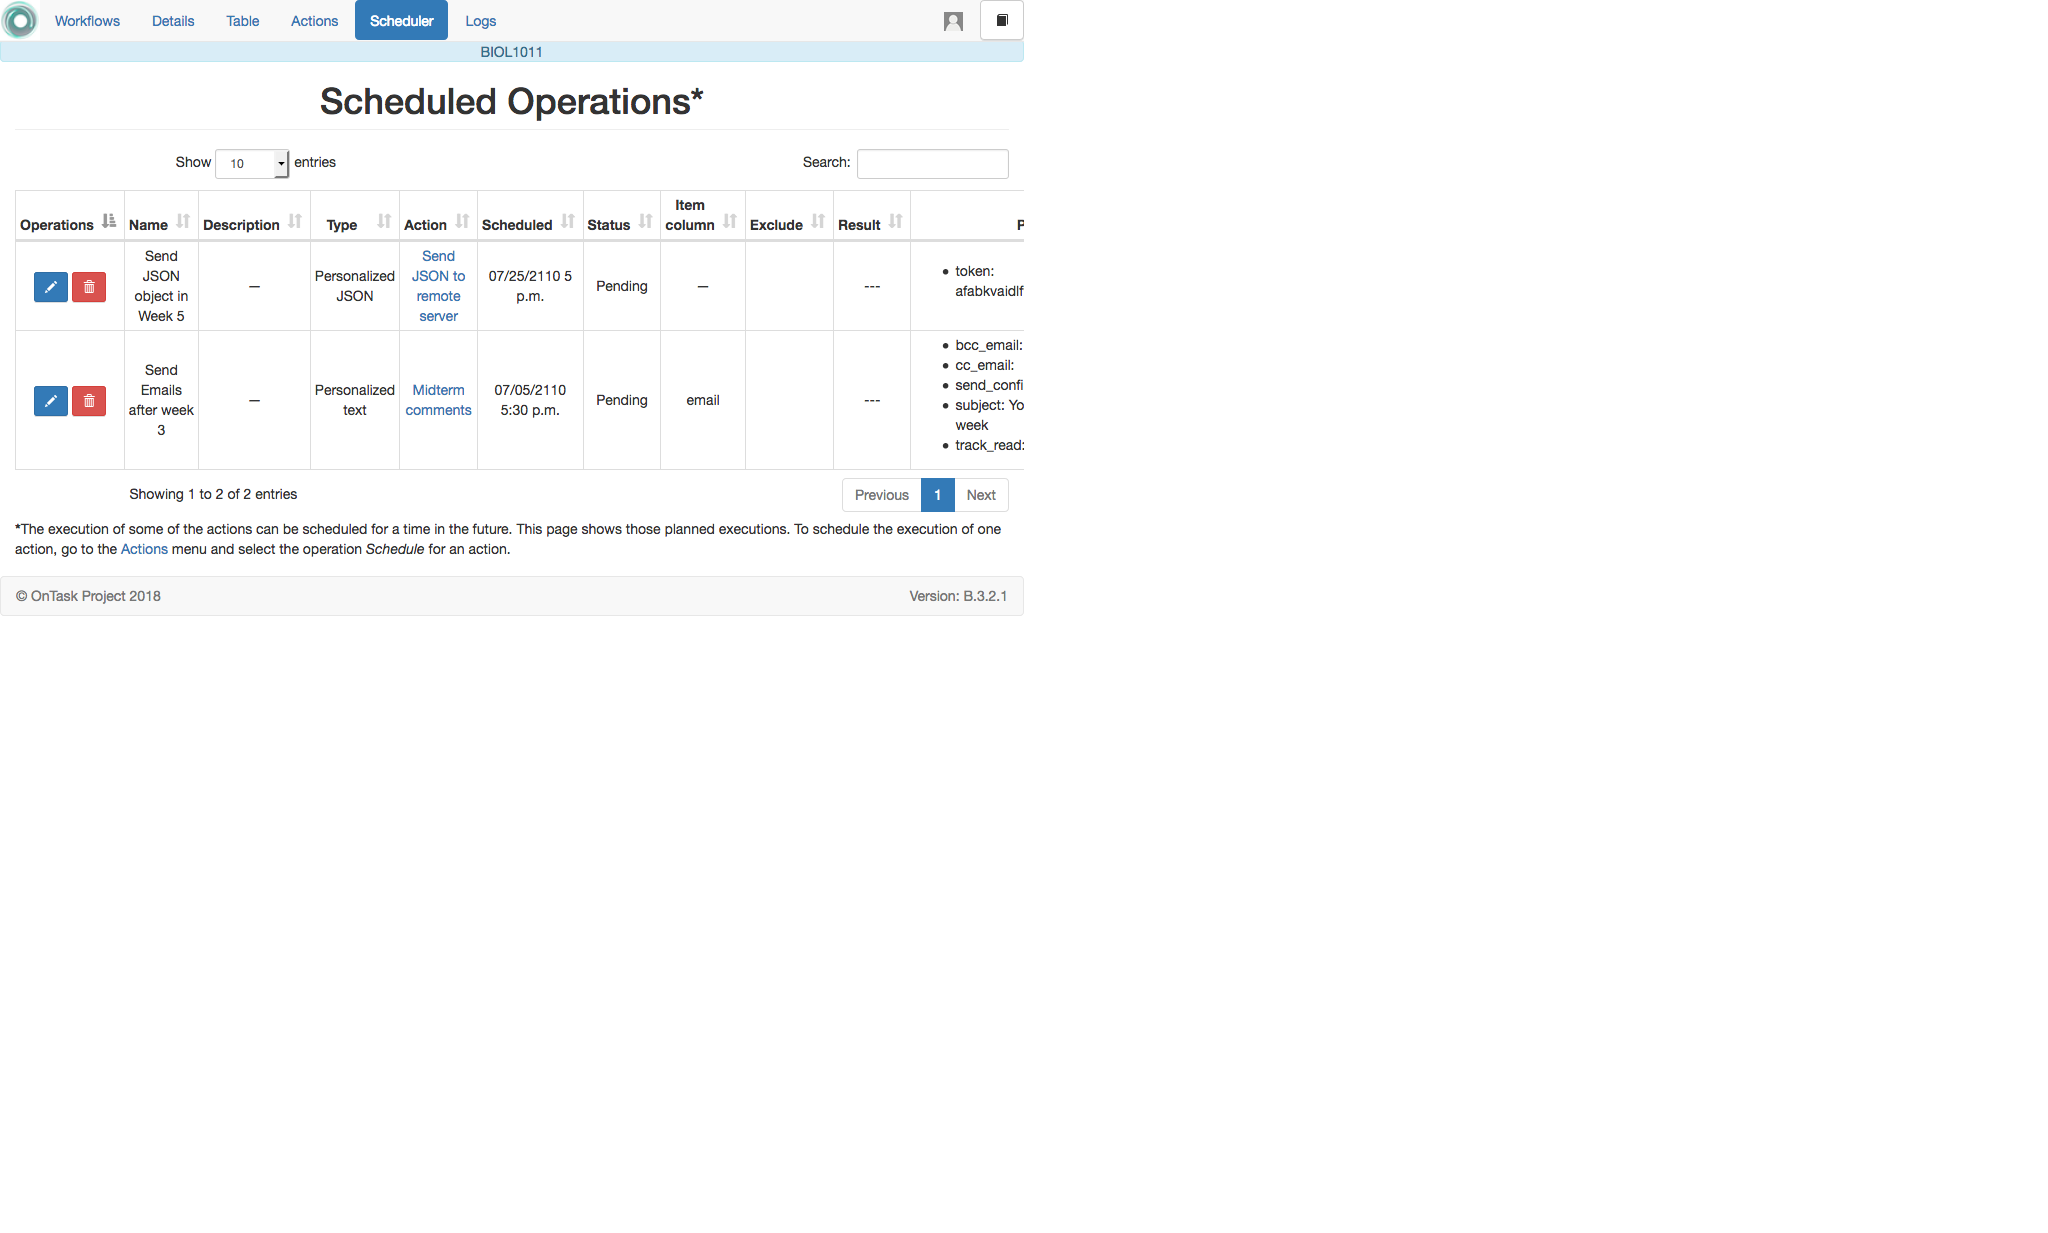 Workflows Details Table Actions Scheduler Logs
BIOL1011
Scheduled Operations*
Show 10 entries Search:
Operations Name Description Type Action Scheduled Status Item column Exclude Result P
Send JSON object in Week 5 — Personalized JSON Send JSON to remote server 07/25/2110 5 p.m. Pending — ---
• token:
afabkvaidlf
Send Emails after week 3 — Personalized text Midterm comments 07/05/2110 5:30 p.m. Pending email ---
• bcc_email:
• cc_email:
• send_confi
• subject: Yo
week
• track_read:
Showing 1 to 2 of 2 entries Previous 1 Next
*The execution of some of the actions can be scheduled for a time in the future. This page shows those planned executions. To schedule the execution of one
action, go to the Actions menu and select the operation Schedule for an action.
© OnTask Project 2018 Version: B.3.2.1